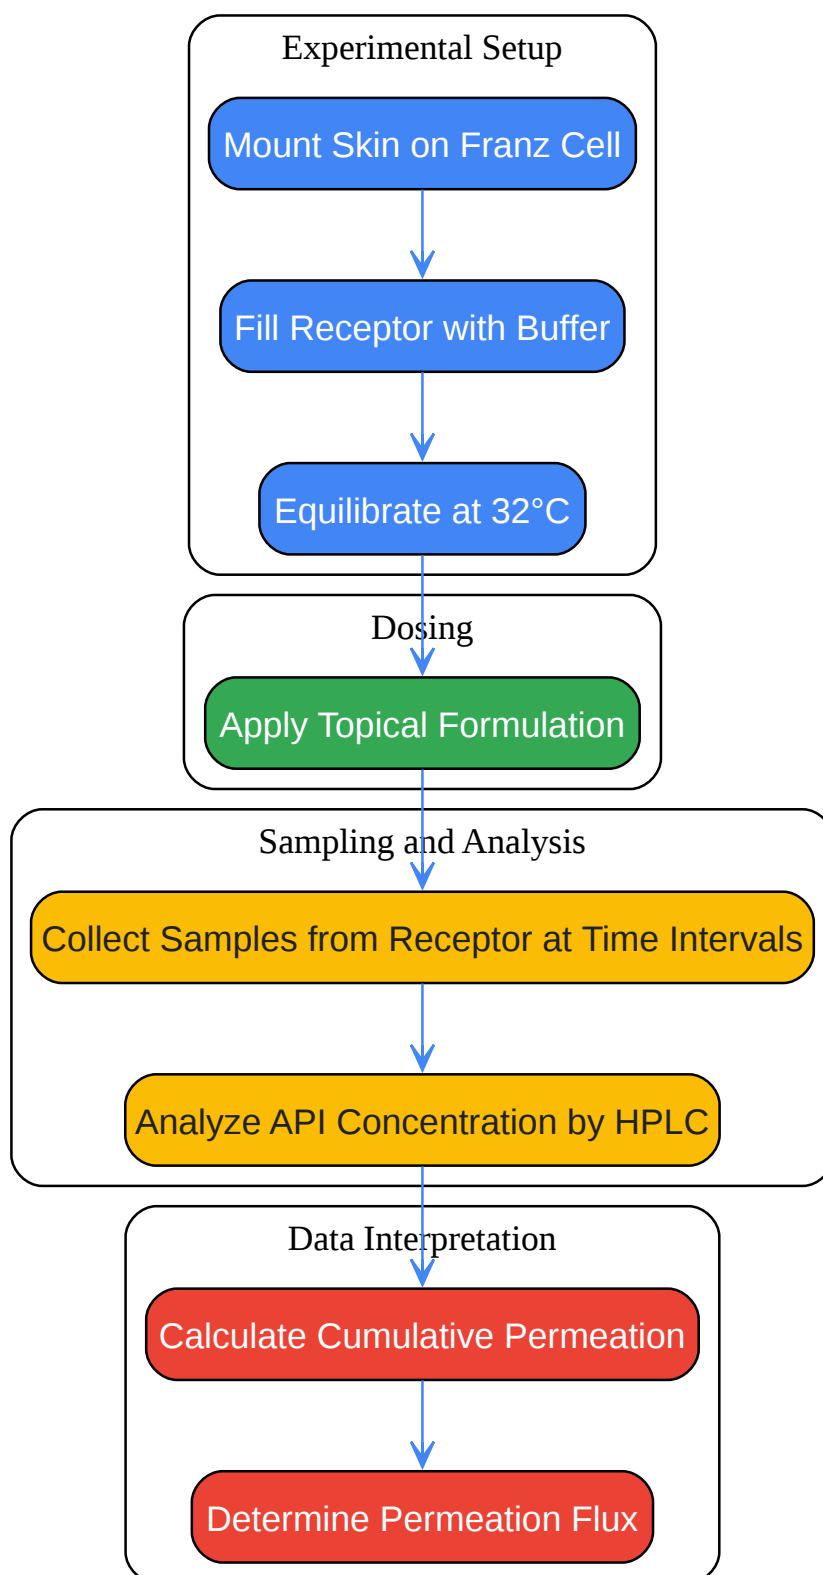 Experimental Setup
Mount Skin on Franz Cell
Fill Receptor with Buffer
Equilibrate at 32°C
Dosing
Apply Topical Formulation
Sampling and Analysis
Collect Samples from Receptor at Time Intervals
Analyze API Concentration by HPLC
Data Interpretation
Calculate Cumulative Permeation
Determine Permeation Flux